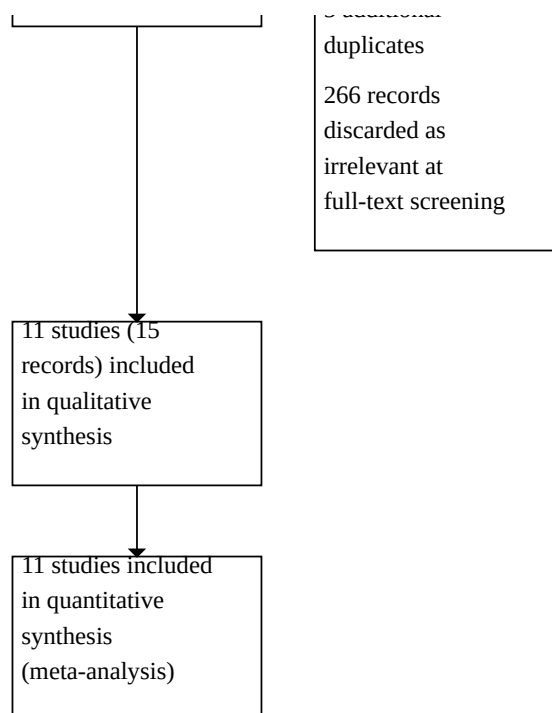 additional
duplicates
266 records
discarded as
irrelevant at
full-text screening
11 studies (15
records) included
in qualitative
synthesis
11 studies included
in quantitative
synthesis
(meta-analysis)